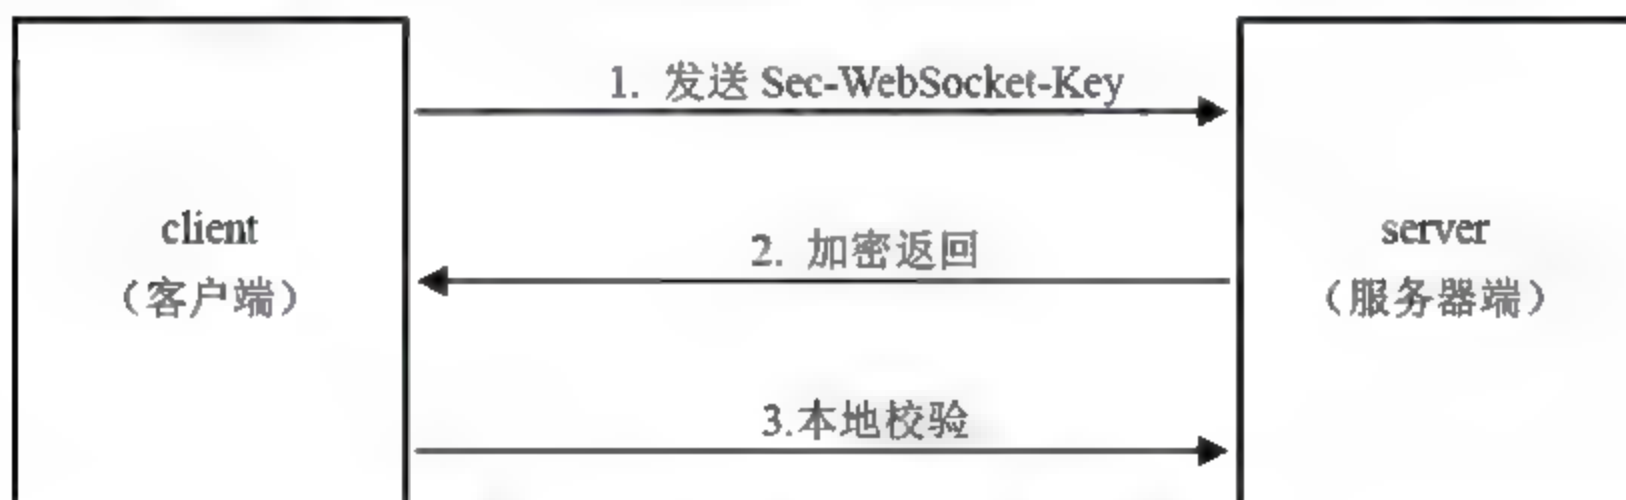 1. 发送 Sec-WebSocket-Key
client
（客户端）
2. 加密返回
server
（服务器端）
3.本地校验